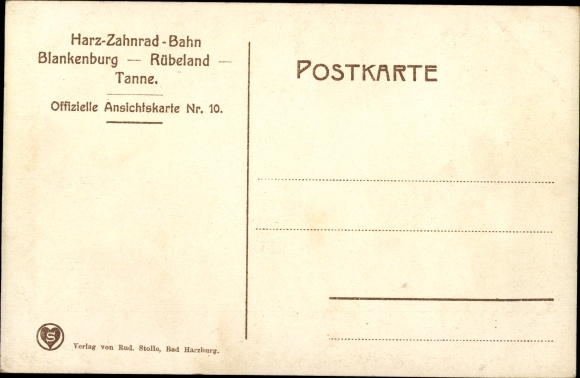 Harz-Zahnrad-Bahn
Blankenburg — Rübeland —
Tanne.
Offizielle Ansichtskarte Nr. 10.
POSTKARTE
S
Verlag von Rud. Stolle, Bad Harzburg.